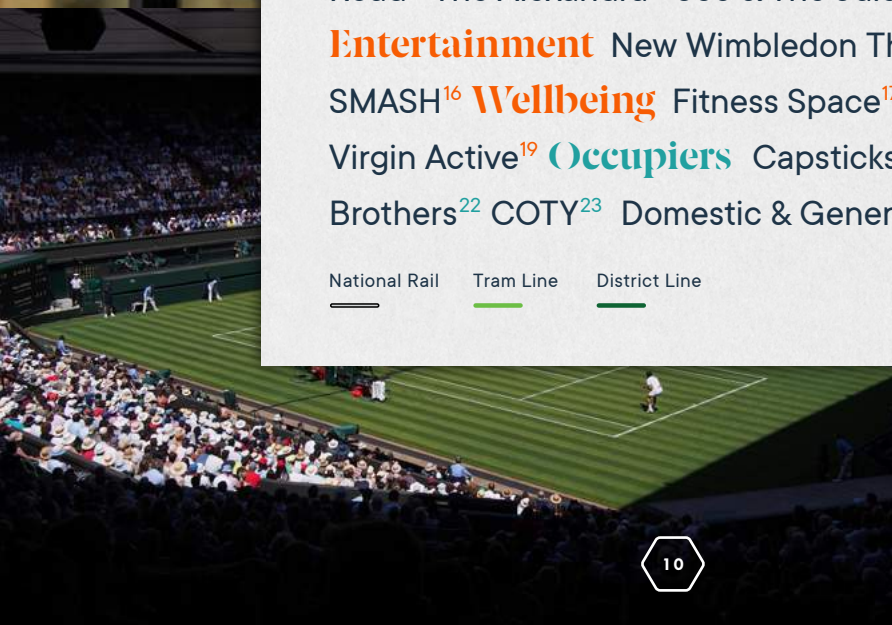 Entertainment New Wimbledon
SMASH16 Wellbeing Fitness Space17
Virgin Active19 Occupiers Capsticks
Brothers22 COTY23 Domestic & Gener
National Rail Tram Line District Line
10